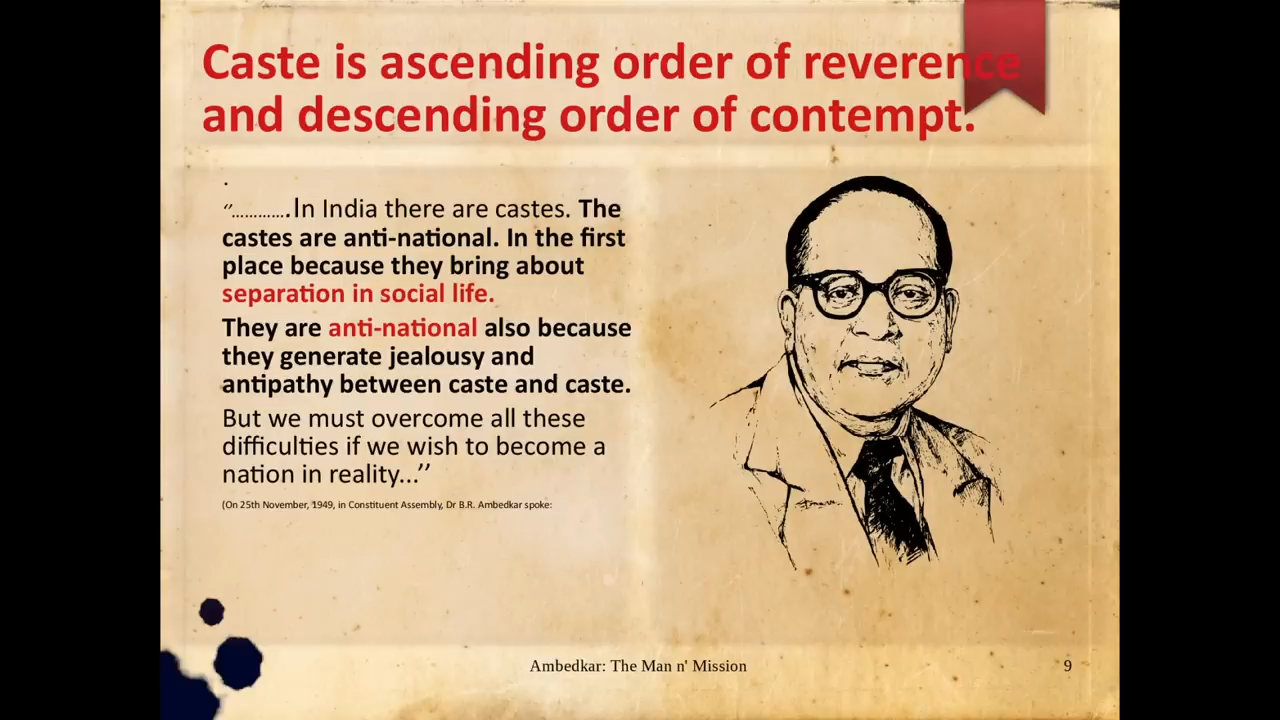 Caste is ascending order of reverence
and descending order of contempt.
.
“………….In India there are castes. The
castes are anti-national. In the first
place because they bring about
separation in social life.
They are anti-national also because
they generate jealousy and
antipathy between caste and caste.
But we must overcome all these
difficulties if we wish to become a
nation in reality...’’
(On 25th November, 1949, in Constituent Assembly, Dr B.R. Ambedkar spoke:
Ambedkar: The Man n' Mission
9